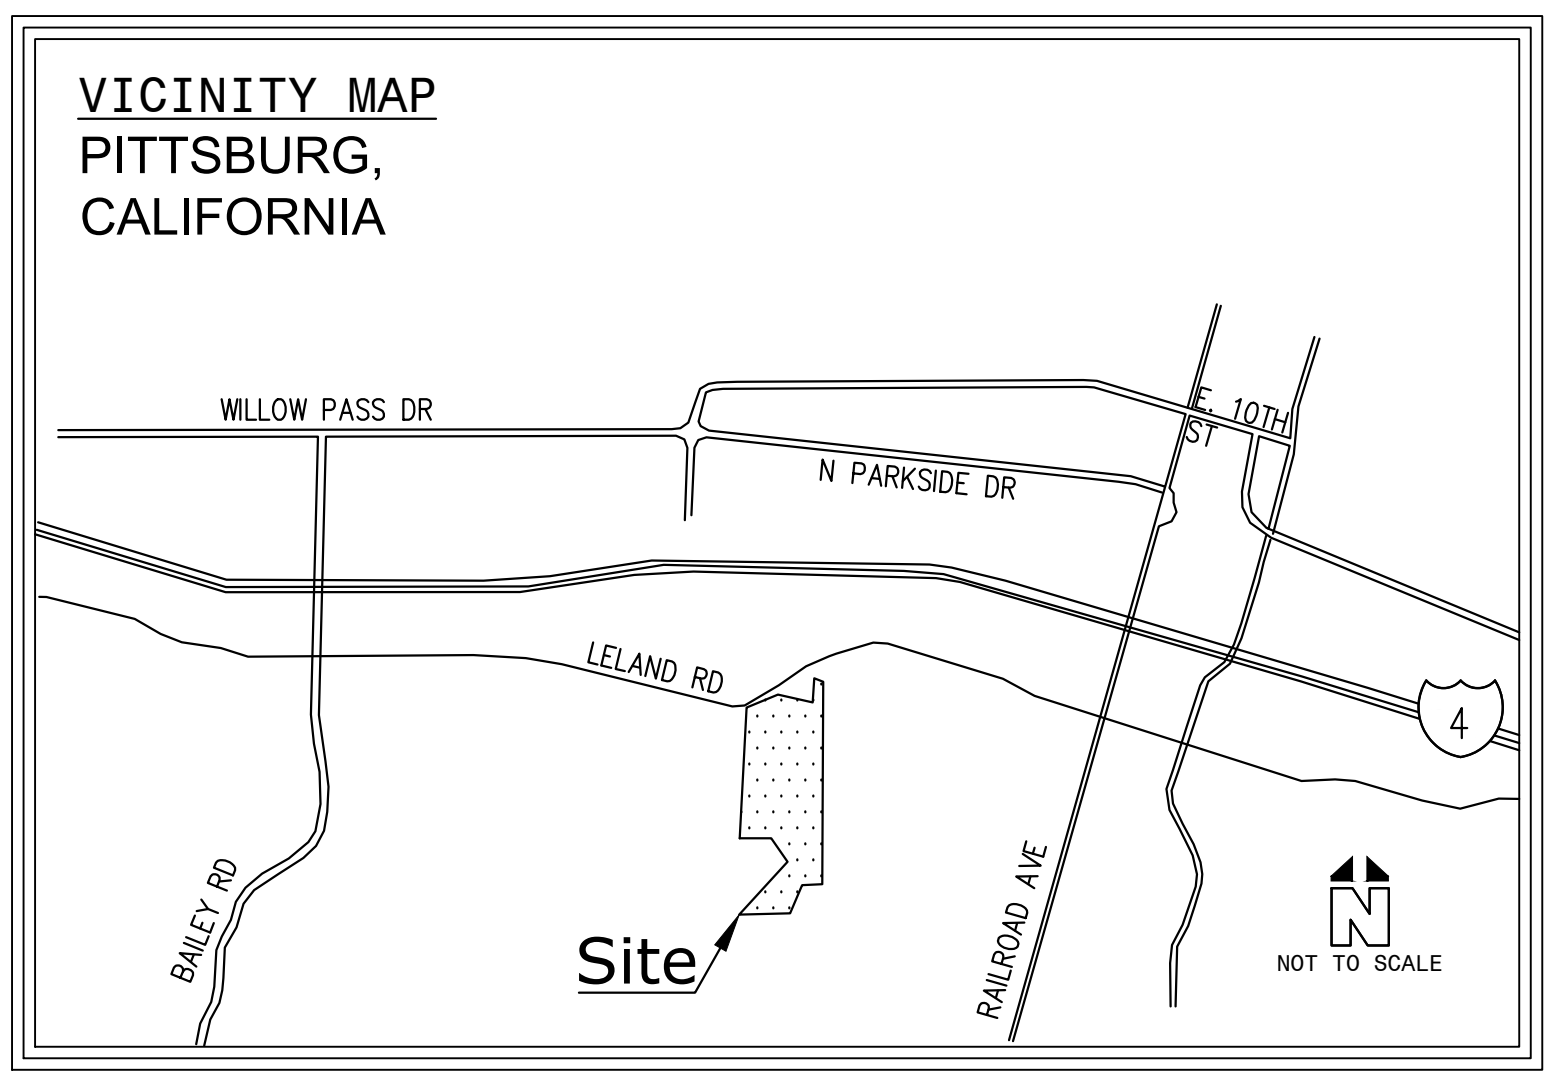 VICINITY MAP
PITTSBURG,
CALIFORNIA
WILLOW PASS DR
E. 10TH
ST
N PARKSIDE DR
LELAND RD
4
BAILEY RD
RAILROAD AVE
Site
N
NOT TO SCALE